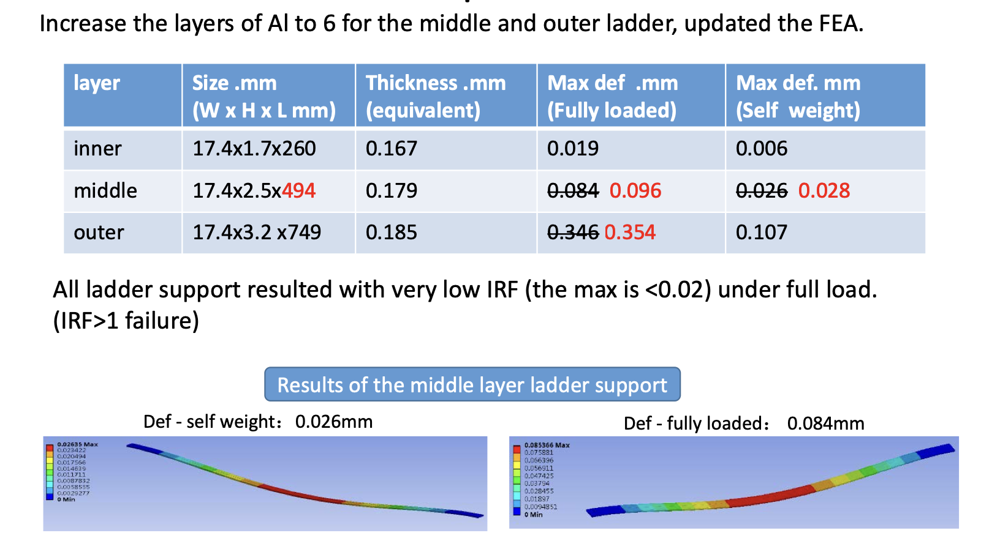 Increase the layers of Al to 6 for the middle and outer ladder, updated the FEA.
layer Size .mm Thickness .mm Max def .mm Max def. mm
(W x H x L mm) (equivalent) (Fully loaded) (Self weight)
inner 17.4x1.7x260 0.167 0.019 0.006
middle 17.4x2.5x494 0.179 0.084 0.096 0.026 0.028
outer 17.4x3.2 x749 0.185 0.346 0.354 0.107
All ladder support resulted with very low IRF (the max is <0.02) under full load.
(IRF>1 failure)
Results of the middle layer ladder support
Def - self weight： 0.026mm
0.02635 Max
0.023422
0.020494
0.017566
0.014639
0.011711
0.0087832
0.0058555
0.0029277
0 Min
Def - fully loaded： 0.084mm
0.085366 Max
0.075881
0.066396
0.056911
0.047425
0.03794
0.028455
0.01897
0.0094851
0 Min